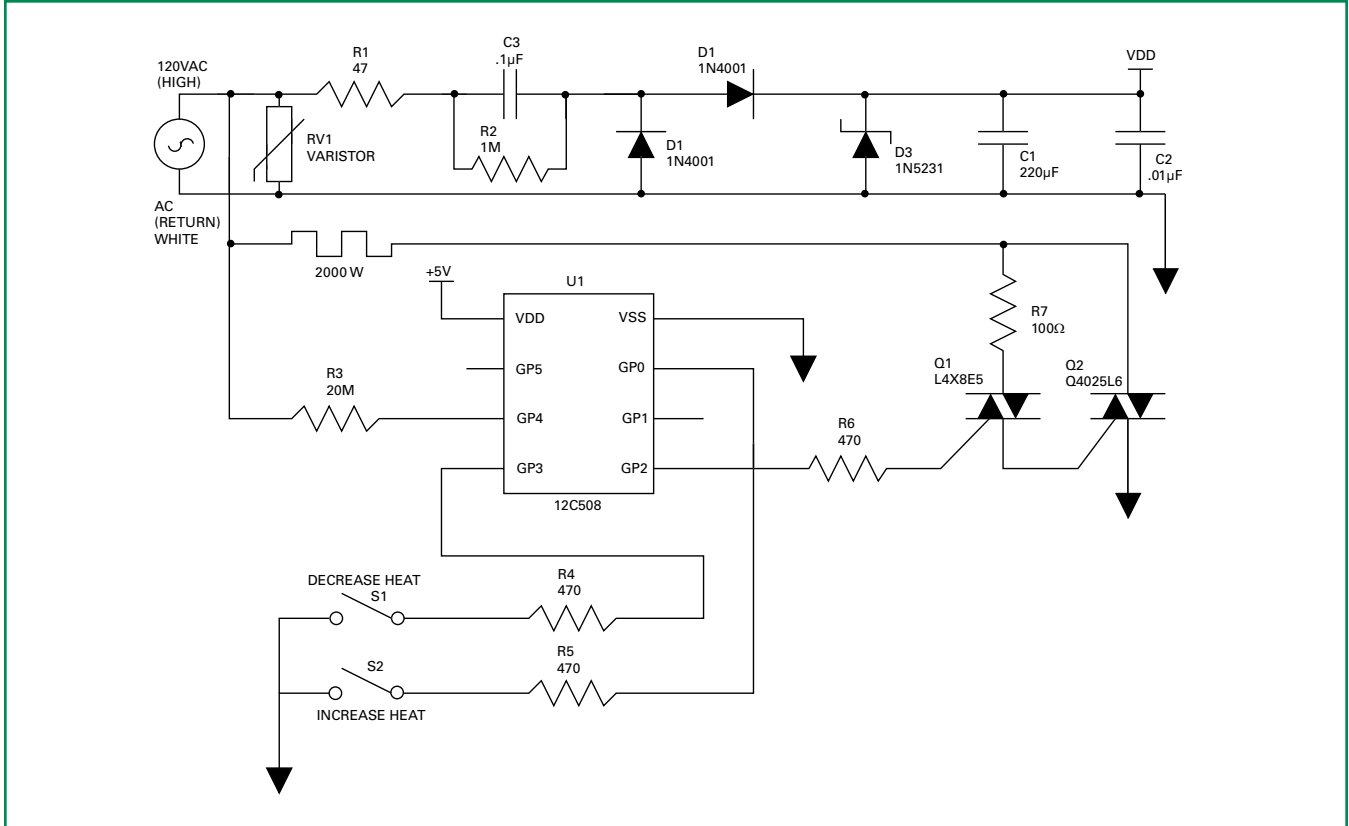 120VAC
(HIGH)
R1
47
C3
.1µF
D1
1N4001
VDD
RV1
VARISTOR
R2
1M
D1
1N4001
D3
1N5231
C1
220µF
C2
.01µF
AC
(RETURN)
WHITE
2000 W
+5V
U1
VDD
VSS
GP5
GP0
GP4
GP1
GP3
GP2
12C508
R3
20M
R7
100Ω
Q1
L4X8E5
Q2
Q4025L6
R6
470
DECREASE HEAT
S1
R4
470
S2
INCREASE HEAT
R5
470